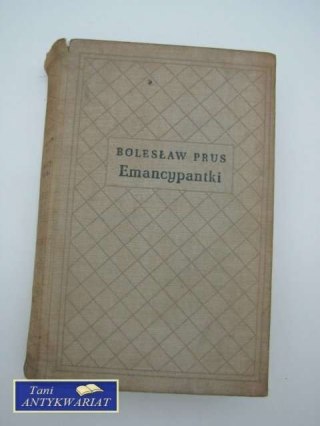 BOLESŁAW PRUS
Emancypantki
Tani
ANTYKWARIAT